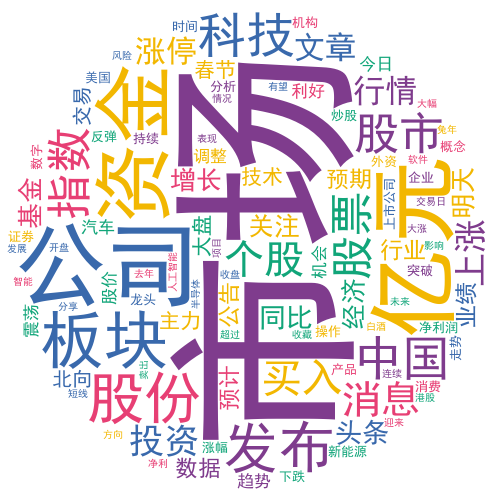 时间
机构
科技
涨停
文章
风险
春节
今日
美国
分析
有望
行情
金
情况
利好
大幅
交易
炒股
市场
股市
兔年
反弹
持续
表现
调整
外资
软件
概念
数字
指数
资
增长
技术
预期
企业
基金
关注
上市公司
交易日
明天
汽车
大盘
股票
亿元
大涨
证券
发展
开盘
公司
个股
机会
行业
影响
上涨
项目
收盘
突破
智能
去年
人工智能
股价
半导体
经济
未来
业绩
震荡
龙头
分享
公告
同比
白酒
净利润
板块
主力
超过
收藏
操作
中国
走势
北向
卖出
预计
买入
产品
连续
消费
短线
股份
消息
港股
方向
投资
涨幅
发布
头条
迎来
净利
数据
新能源
趋势
下跌
资金